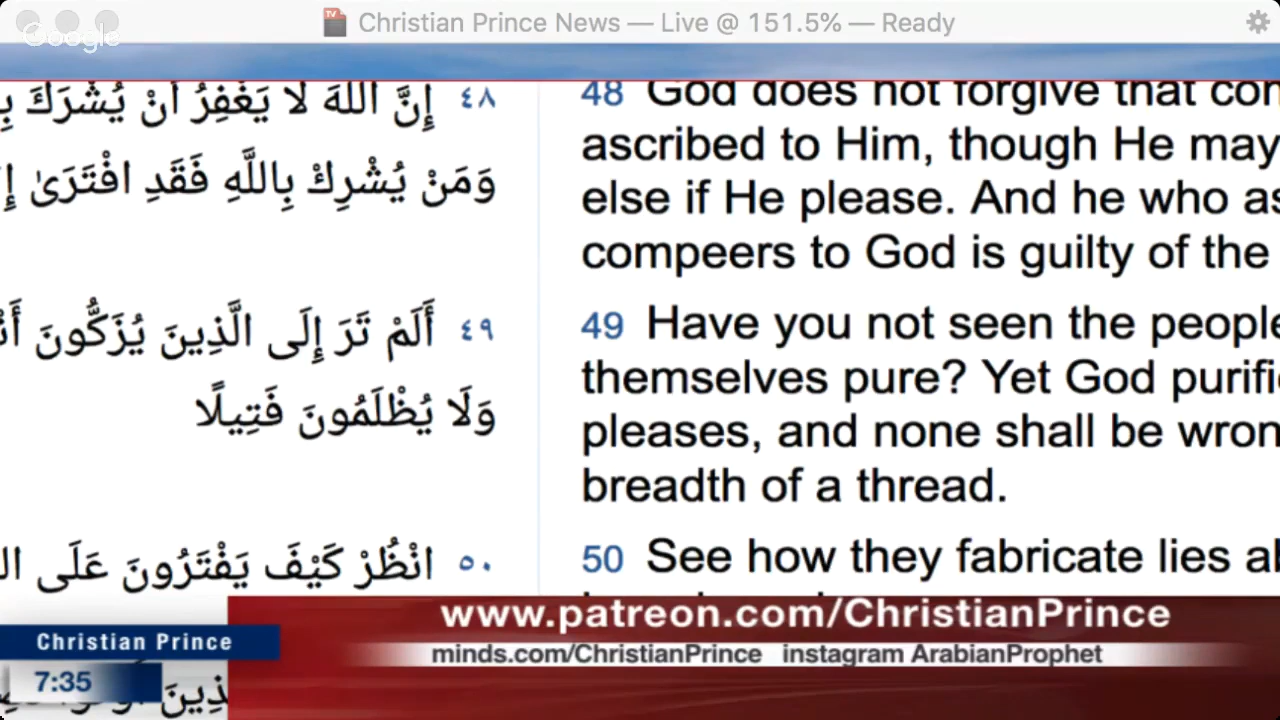 Christian Prince News — Live @ 151.5% — Ready
Google
٤٨ إِنَّ اللَّهَ لَا يَغْفِرُ أَنْ يُشْرَكَ
وَمَنْ يُشْرِكْ بِاللَّهِ فَقَدِ افْتَرَىٰ
٤٩ أَلَمْ تَرَ إِلَى الَّذِينَ يُزَكُّونَ
وَلَا يُظْلَمُونَ فَتِيلًا
٥٠ انْظُرْ كَيْفَ يَفْتَرُونَ عَلَى
48 God does not forgive that
ascribed to Him, though He may
else if He please. And he who
compeers to God is guilty of the
49 Have you not seen the people
themselves pure? Yet God
pleases, and none shall be
breadth of a thread.
50 See how they fabricate lies
www.patreon.com/ChristianPrince
Christian Prince
minds.com/ChristianPrince instagram ArabianProphet
7:35